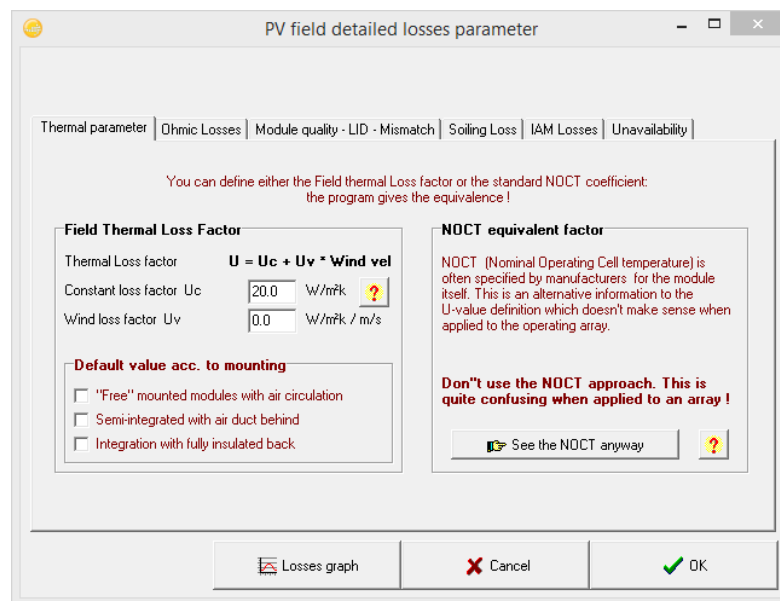 PV field detailed losses parameter
Thermal parameter
Ohmic Losses
Module quality - LID - Mismatch
Soiling Loss
IAM Losses
Unavailability
You can define either the Field thermal Loss factor or the standard NOCT coefficient:
the program gives the equivalence !
Field Thermal Loss Factor
Thermal Loss factor U = Uc + Uv * Wind vel
Constant loss factor Uc 20.0 W/m²k ?
Wind loss factor Uv 0.0 W/m²k / m/s
Default value acc. to mounting
"Free" mounted modules with air circulation
Semi-integrated with air duct behind
Integration with fully insulated back
NOCT equivalent factor
NOCT (Nominal Operating Cell temperature) is
often specified by manufacturers for the module
itself. This is an alternative information to the
U-value definition which doesn't make sense when
applied to the operating array.
Don''t use the NOCT approach. This is
quite confusing when applied to an array !
See the NOCT anyway ?
Losses graph
Cancel
OK